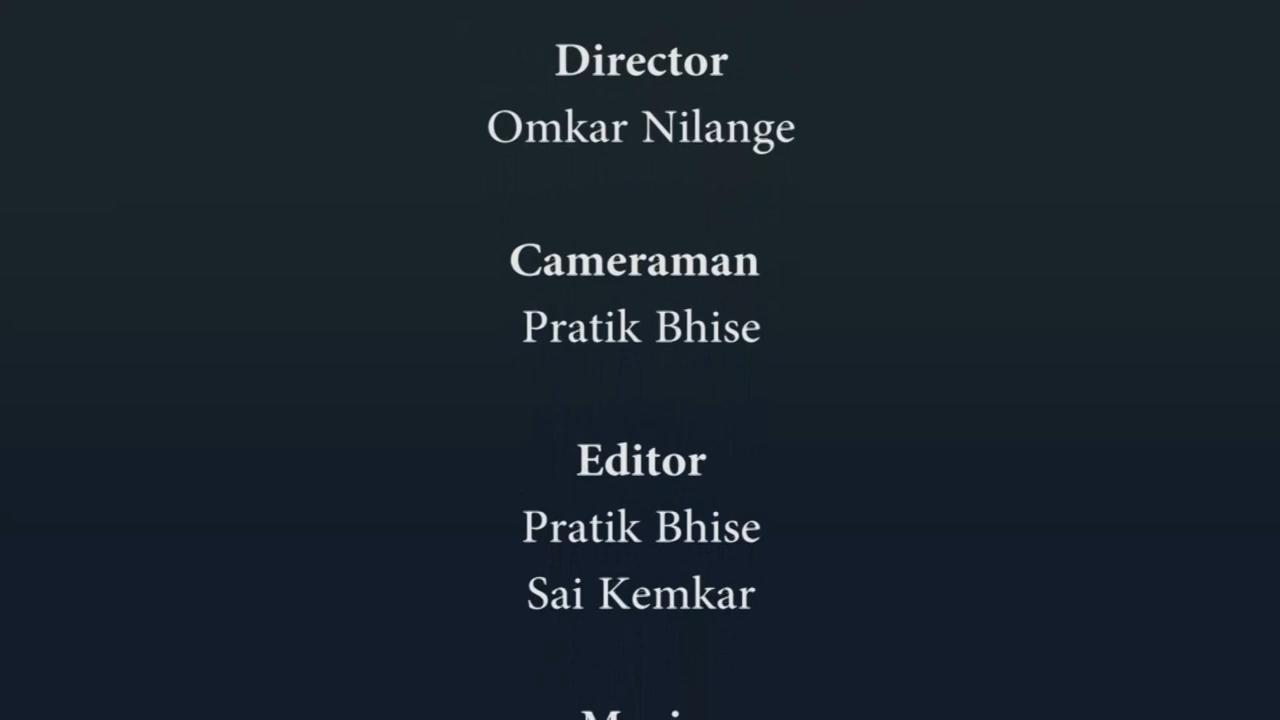 Director
Omkar Nilange
Cameraman
Pratik Bhise
Editor
Pratik Bhise
Sai Kemkar